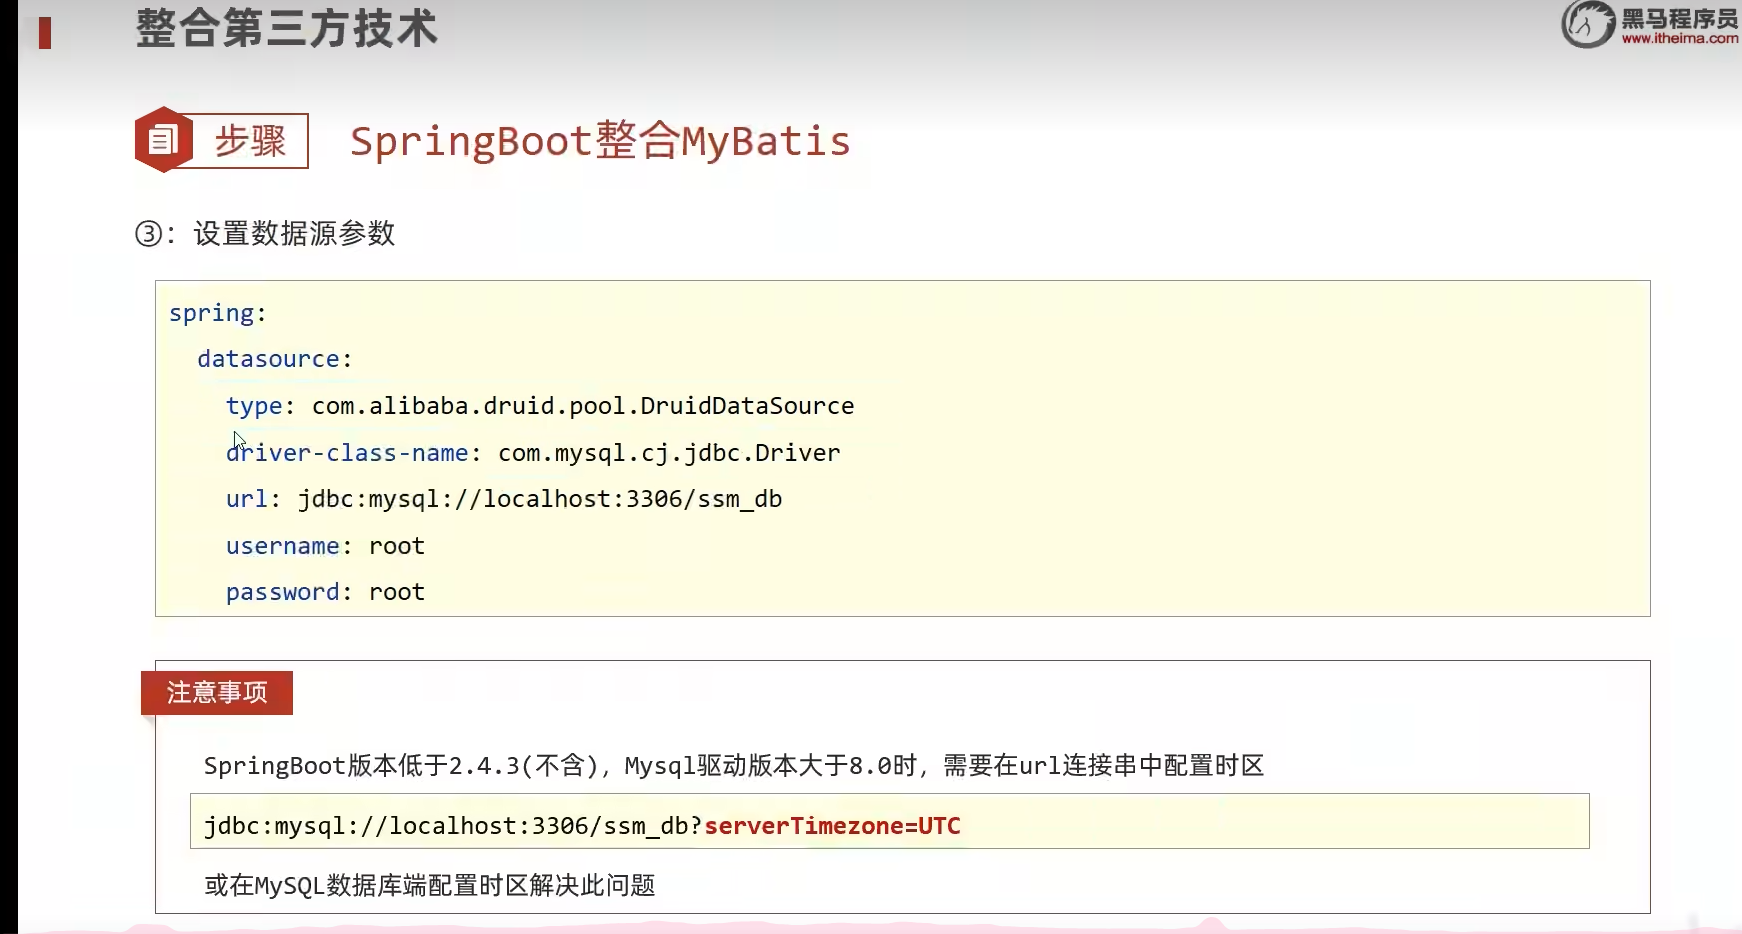 整合第三方技术
黑马程序员
www.itheima.com
步骤
SpringBoot整合MyBatis
③：设置数据源参数
spring:
  datasource:
    type: com.alibaba.druid.pool.DruidDataSource
    driver-class-name: com.mysql.cj.jdbc.Driver
    url: jdbc:mysql://localhost:3306/ssm_db
    username: root
    password: root
注意事项
SpringBoot版本低于2.4.3(不含)，Mysql驱动版本大于8.0时，需要在url连接串中配置时区
jdbc:mysql://localhost:3306/ssm_db?serverTimezone=UTC
或在MySQL数据库端配置时区解决此问题